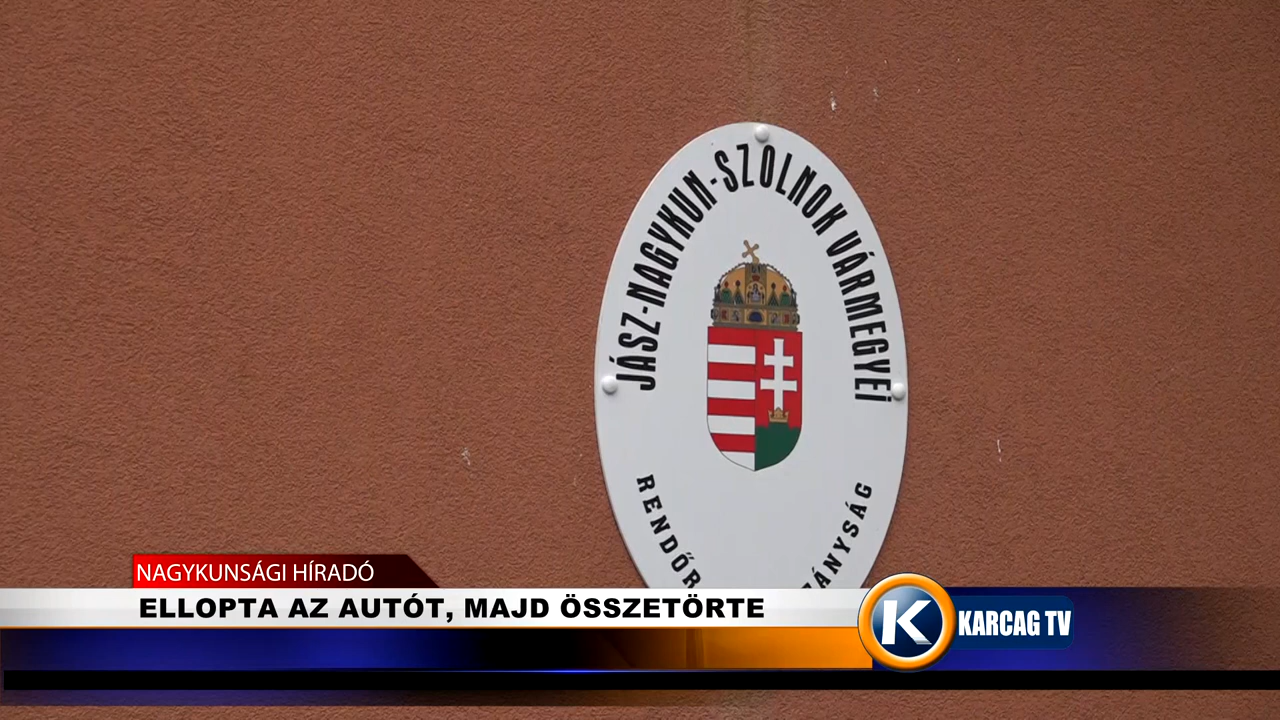 JÁSZ-NAGYKUN-SZOLNOK VÁRMEGYEI
NAGYKUNSÁGI HÍRADÓ
ELLOPTA AZ AUTÓT, MAJD ÖSSZETÖRTE
K KARCAG TV